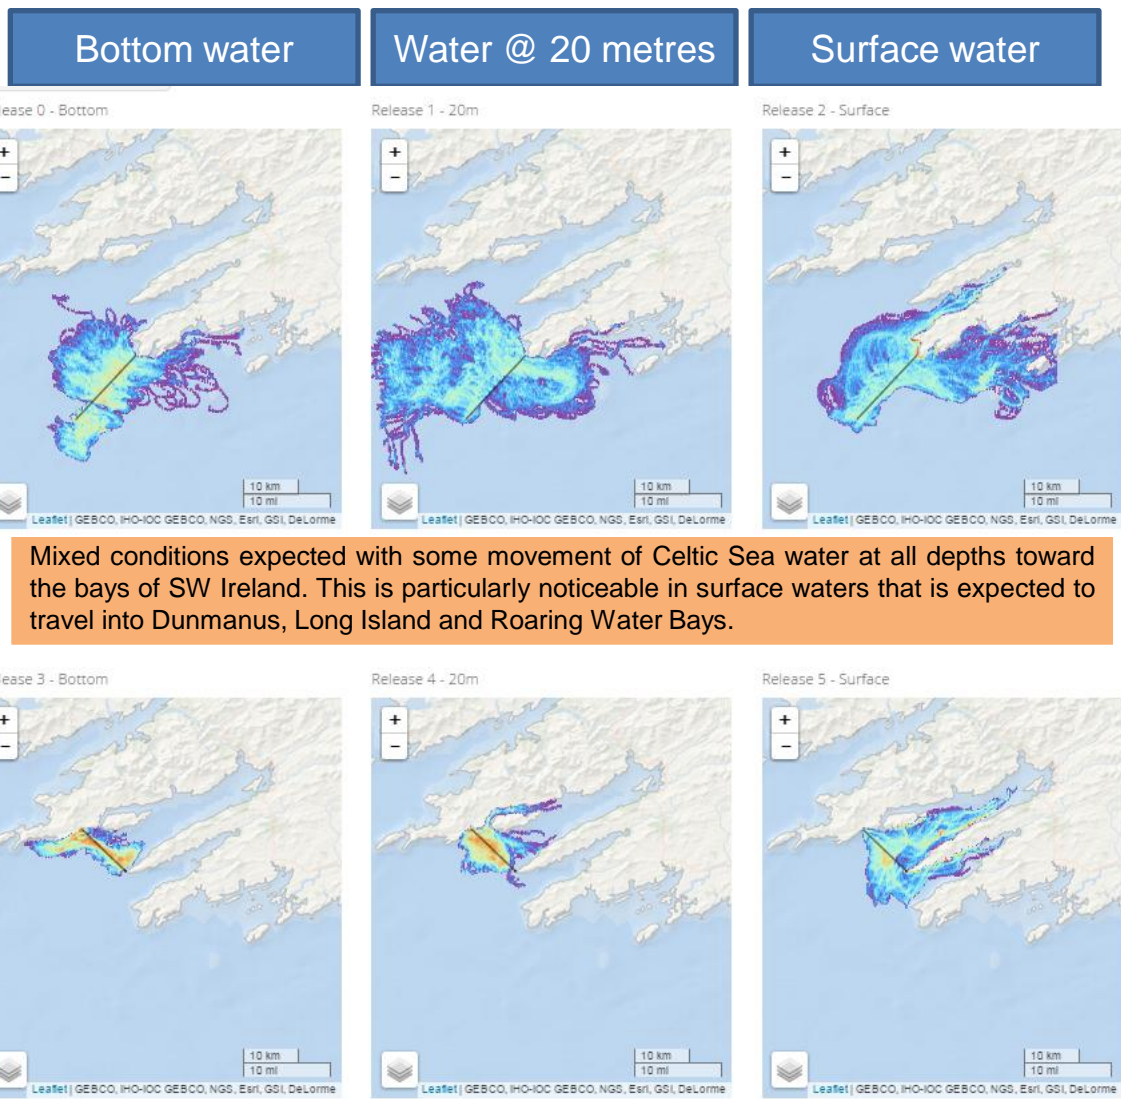 Bottom water
Water @ 20 metres
Surface water
lease 0 - Bottom
Release 1 - 20m
Release 2 - Surface
+
−
+
−
+
−
10 km
10 mi
Leaflet | GEBCO, IHO-IOC GEBCO, NGS, Esri, GSI, DeLorme
10 km
10 mi
Leaflet | GEBCO, IHO-IOC GEBCO, NGS, Esri, GSI, DeLorme
10 km
10 mi
Leaflet | GEBCO, IHO-IOC GEBCO, NGS, Esri, GSI, DeLorme
Mixed conditions expected with some movement of Celtic Sea water at all depths toward
the bays of SW Ireland. This is particularly noticeable in surface waters that is expected to
travel into Dunmanus, Long Island and Roaring Water Bays.
lease 3 - Bottom
Release 4 - 20m
Release 5 - Surface
+
−
+
−
+
−
10 km
10 mi
Leaflet | GEBCO, IHO-IOC GEBCO, NGS, Esri, GSI, DeLorme
10 km
10 mi
Leaflet | GEBCO, IHO-IOC GEBCO, NGS, Esri, GSI, DeLorme
10 km
10 mi
Leaflet | GEBCO, IHO-IOC GEBCO, NGS, Esri, GSI, DeLorme